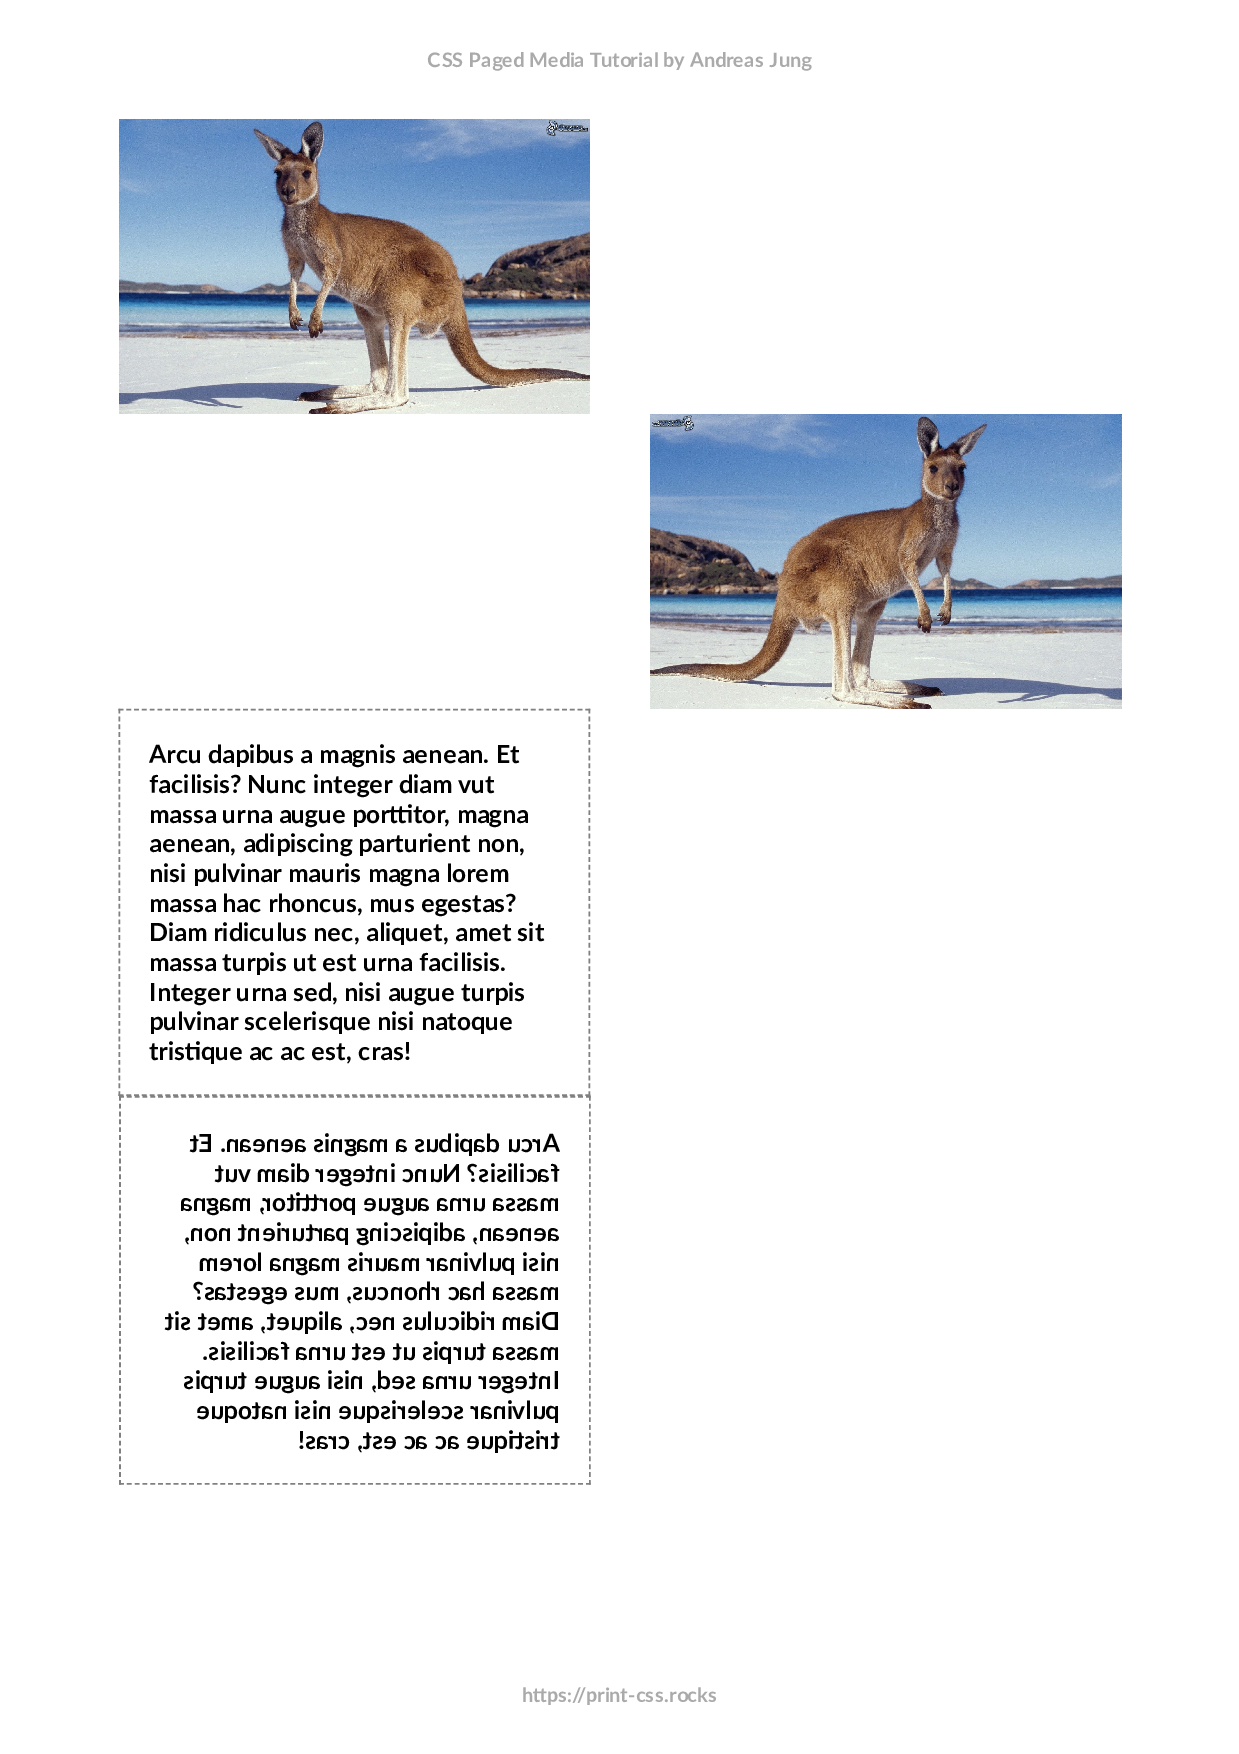 CSS Paged Media Tutorial by Andreas Jung
Arcu dapibus a magnis aenean. Et
facilisis? Nunc integer diam vut
massa urna augue porttitor, magna
aenean, adipiscing parturient non,
nisi pulvinar mauris magna lorem
massa hac rhoncus, mus egestas?
Diam ridiculus nec, aliquet, amet sit
massa turpis ut est urna facilisis.
Integer urna sed, nisi augue turpis
pulvinar scelerisque nisi natoque
tristique ac ac est, cras!
Arcu dapibus a magnis aenean. Et
facilisis? Nunc integer diam vut
massa urna augue porttitor, magna
aenean, adipiscing parturient non,
nisi pulvinar mauris magna lorem
massa hac rhoncus, mus egestas?
Diam ridiculus nec, aliquet, amet sit
massa turpis ut est urna facilisis.
Integer urna sed, nisi augue turpis
pulvinar scelerisque nisi natoque
tristique ac ac est, cras!
https://print-css.rocks